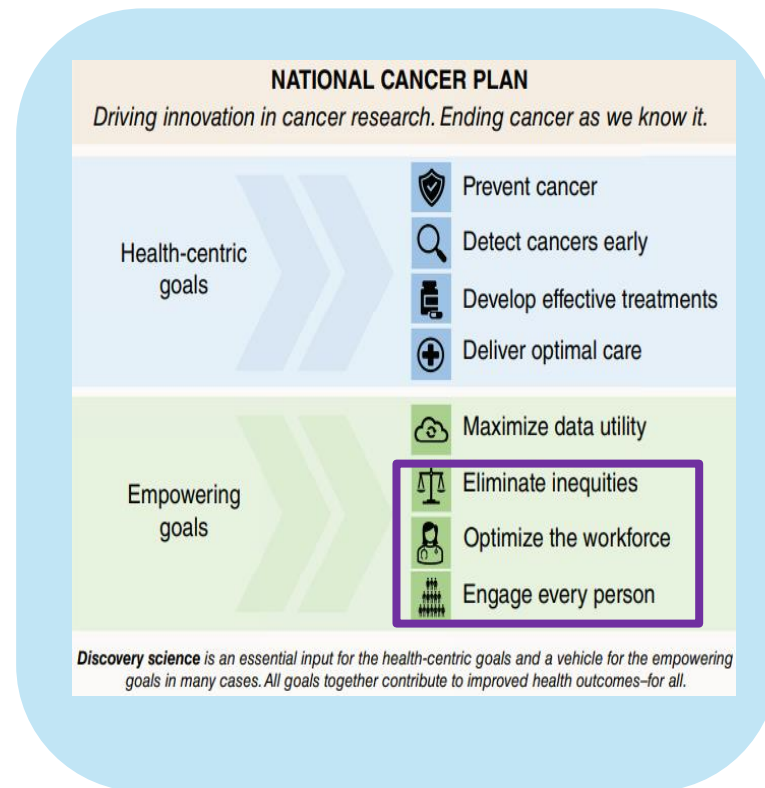 NATIONAL CANCER PLAN
Driving innovation in cancer research. Ending cancer as we know it.
Health-centric
goals
Prevent cancer
Detect cancers early
Develop effective treatments
Deliver optimal care
Empowering
goals
Maximize data utility
Eliminate inequities
Optimize the workforce
Engage every person
Discovery science is an essential input for the health-centric goals and a vehicle for the empowering
goals in many cases. All goals together contribute to improved health outcomes–for all.